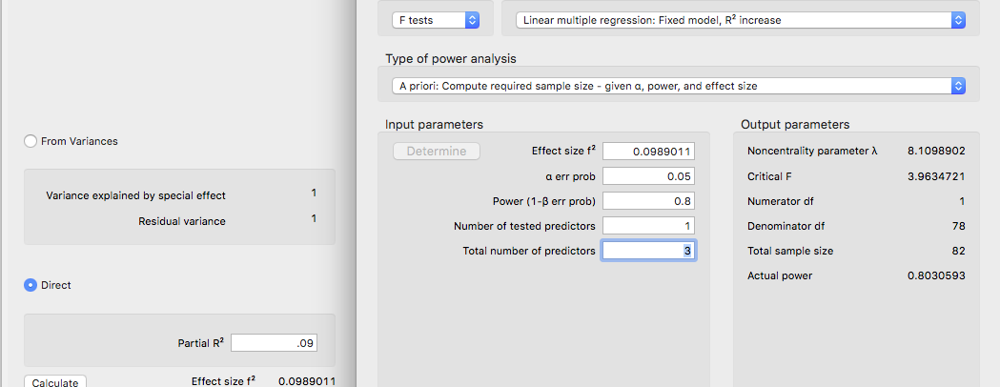 F tests
Linear multiple regression: Fixed model, R² increase
Type of power analysis
A priori: Compute required sample size - given α, power, and effect size
From Variances
Variance explained by special effect 1
Residual variance 1
Direct
Partial R² .09
Calculate Effect size f² 0.0989011
Input parameters
Determine Effect size f² 0.0989011
α err prob 0.05
Power (1-β err prob) 0.8
Number of tested predictors 1
Total number of predictors 3
Output parameters
Noncentrality parameter λ 8.1098902
Critical F 3.9634721
Numerator df 1
Denominator df 78
Total sample size 82
Actual power 0.8030593